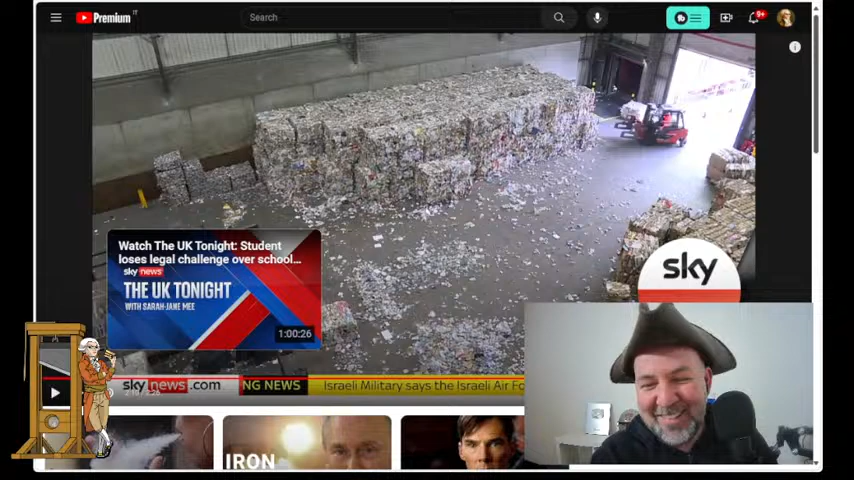 Premium
IT
Search
9+
Watch The UK Tonight: Student
loses legal challenge over school...
sky news
THE UK TONIGHT
WITH SARAH-JANE MEE
1:00:26
sky
sky news.com
NG NEWS
Israeli Military says the Israeli Air Fo
IRON